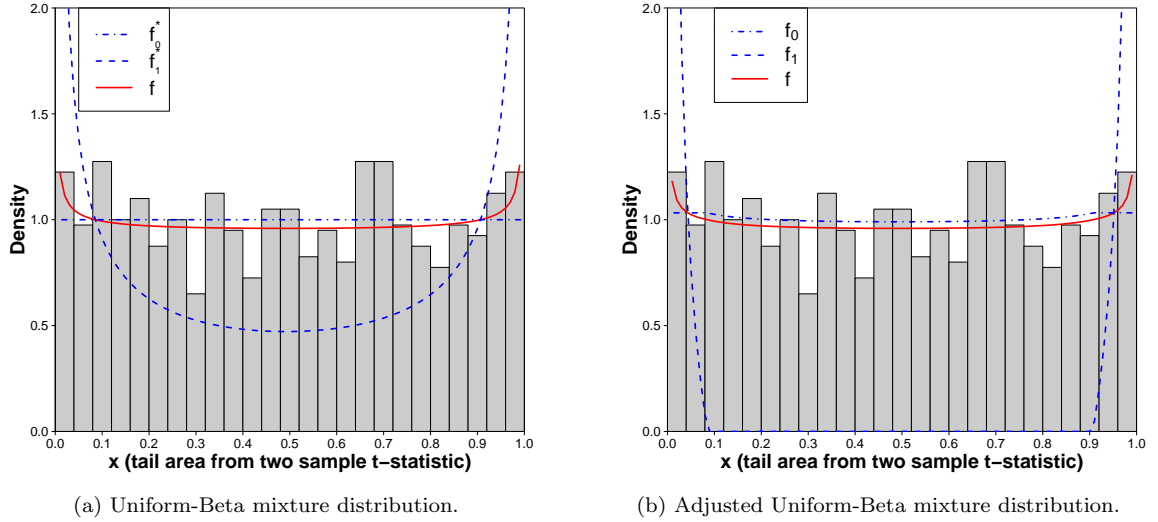 2.0
1.5
1.0
0.5
0.0
Density
f*0
f*1
f
0.0 0.1 0.2 0.3 0.4 0.5 0.6 0.7 0.8 0.9 1.0
x (tail area from two sample t−statistic)
(a) Uniform-Beta mixture distribution.
2.0
1.5
1.0
0.5
0.0
Density
f0
f1
f
0.0 0.1 0.2 0.3 0.4 0.5 0.6 0.7 0.8 0.9 1.0
x (tail area from two sample t−statistic)
(b) Adjusted Uniform-Beta mixture distribution.